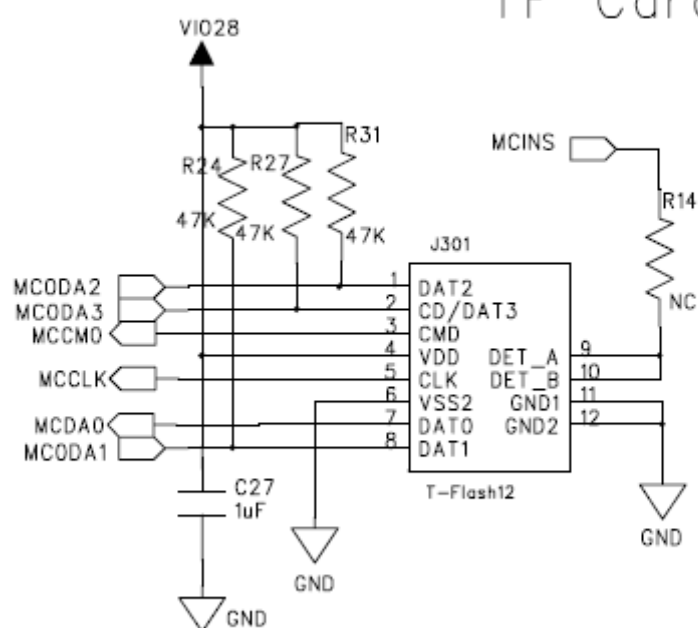 TF Card
VIO28
R31
MCINS
R24
R27
R14
47K
47K
47K
J301
NC
MCODA2
1
DAT2
MCODA3
2
CD/DAT3
MCCM0
3
CMD
4
VDD
DET_A
9
MCCLK
5
CLK
DET_B
10
6
VSS2
GND1
11
MCDA0
7
DAT0
GND2
12
MCODA1
8
DAT1
C27
1uF
T-Flash12
GND
GND
GND